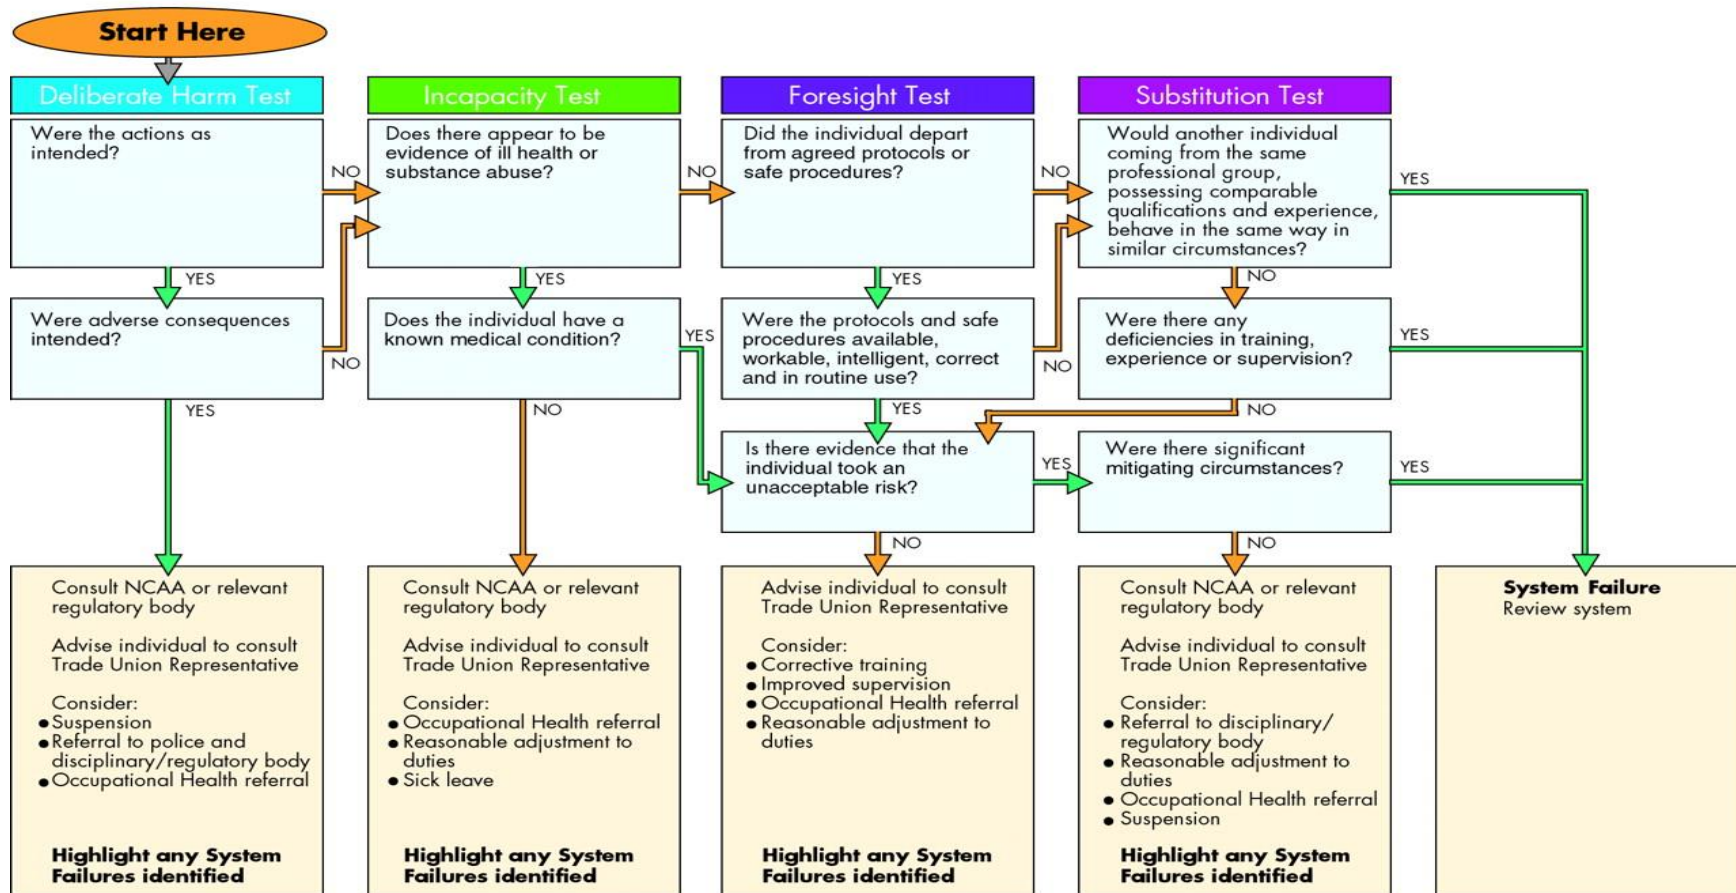 Start Here
Deliberate Harm Test
Incapacity Test
Foresight Test
Substitution Test
Were the actions as
intended?
NO
YES
Were adverse consequences
intended?
NO
YES
Does there appear to be
evidence of ill health or
substance abuse?
NO
YES
Does the individual have a
known medical condition?
YES
NO
Did the individual depart
from agreed protocols or
safe procedures?
NO
YES
Were the protocols and safe
procedures available,
workable, intelligent, correct
and in routine use?
NO
YES
Is there evidence that the
individual took an
unacceptable risk?
YES
NO
Would another individual
coming from the same
professional group,
possessing comparable
qualifications and experience,
behave in the same way in
similar circumstances?
YES
NO
Were there any
deficiencies in training,
experience or supervision?
YES
NO
Were there significant
mitigating circumstances?
YES
NO
Consult NCAA or relevant
regulatory body
Advise individual to consult
Trade Union Representative
Consider:
● Suspension
● Referral to police and
disciplinary/regulatory body
● Occupational Health referral
Highlight any System
Failures identified
Consult NCAA or relevant
regulatory body
Advise individual to consult
Trade Union Representative
Consider:
● Occupational Health referral
● Reasonable adjustment to
duties
● Sick leave
Highlight any System
Failures identified
Advise individual to consult
Trade Union Representative
Consider:
● Corrective training
● Improved supervision
● Occupational Health referral
● Reasonable adjustment to
duties
Highlight any System
Failures identified
Consult NCAA or relevant
regulatory body
Advise individual to consult
Trade Union Representative
Consider:
● Referral to disciplinary/
regulatory body
● Reasonable adjustment to
duties
● Occupational Health referral
● Suspension
Highlight any System
Failures identified
System Failure
Review system